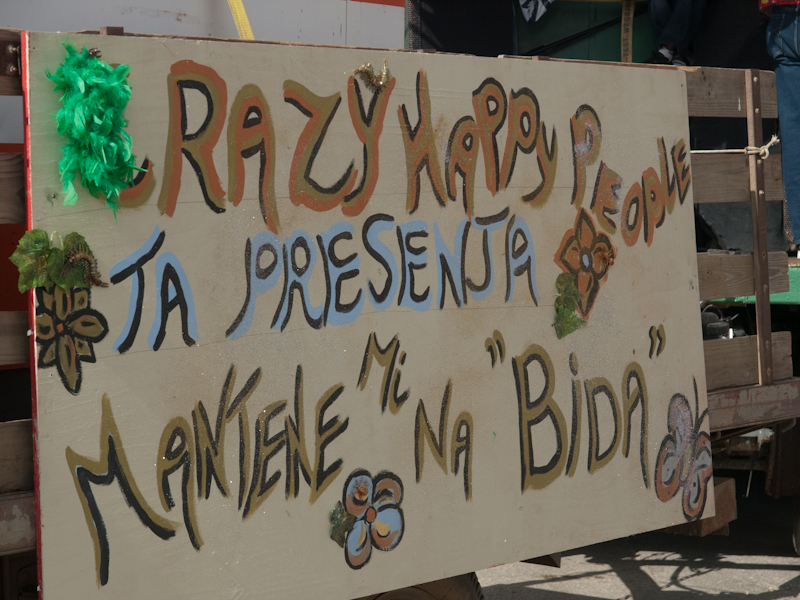 CRAZY HAPPY PEOPLE
TA PRESENTA
MANTENE Mi NA "BiDA"